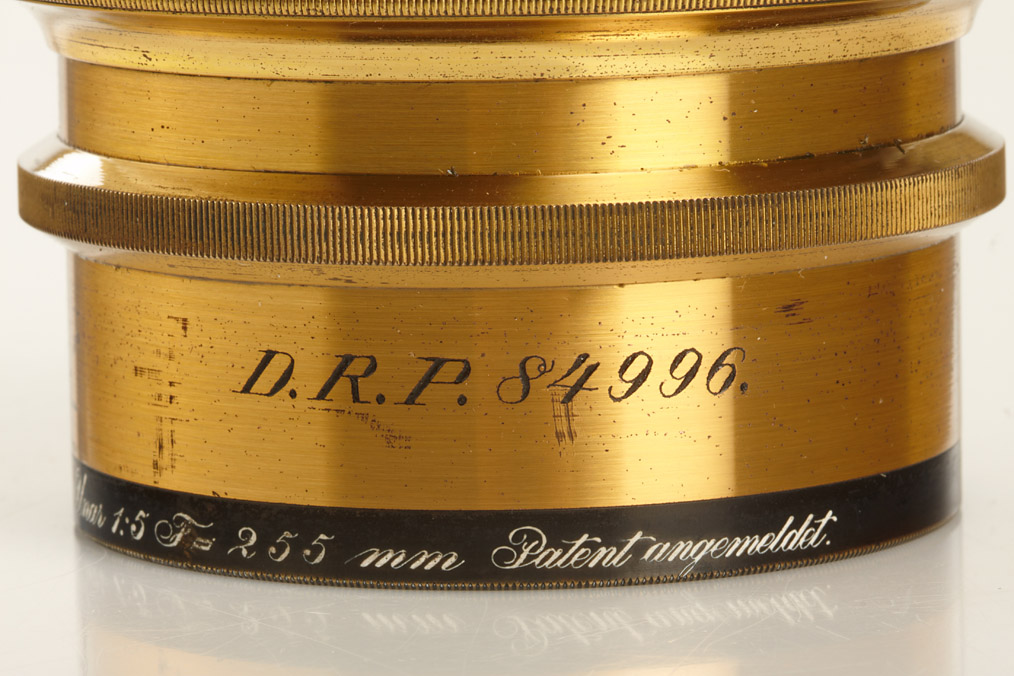 D.R.P. 84996.
1:5 F= 255 mm Patent angemeldet.